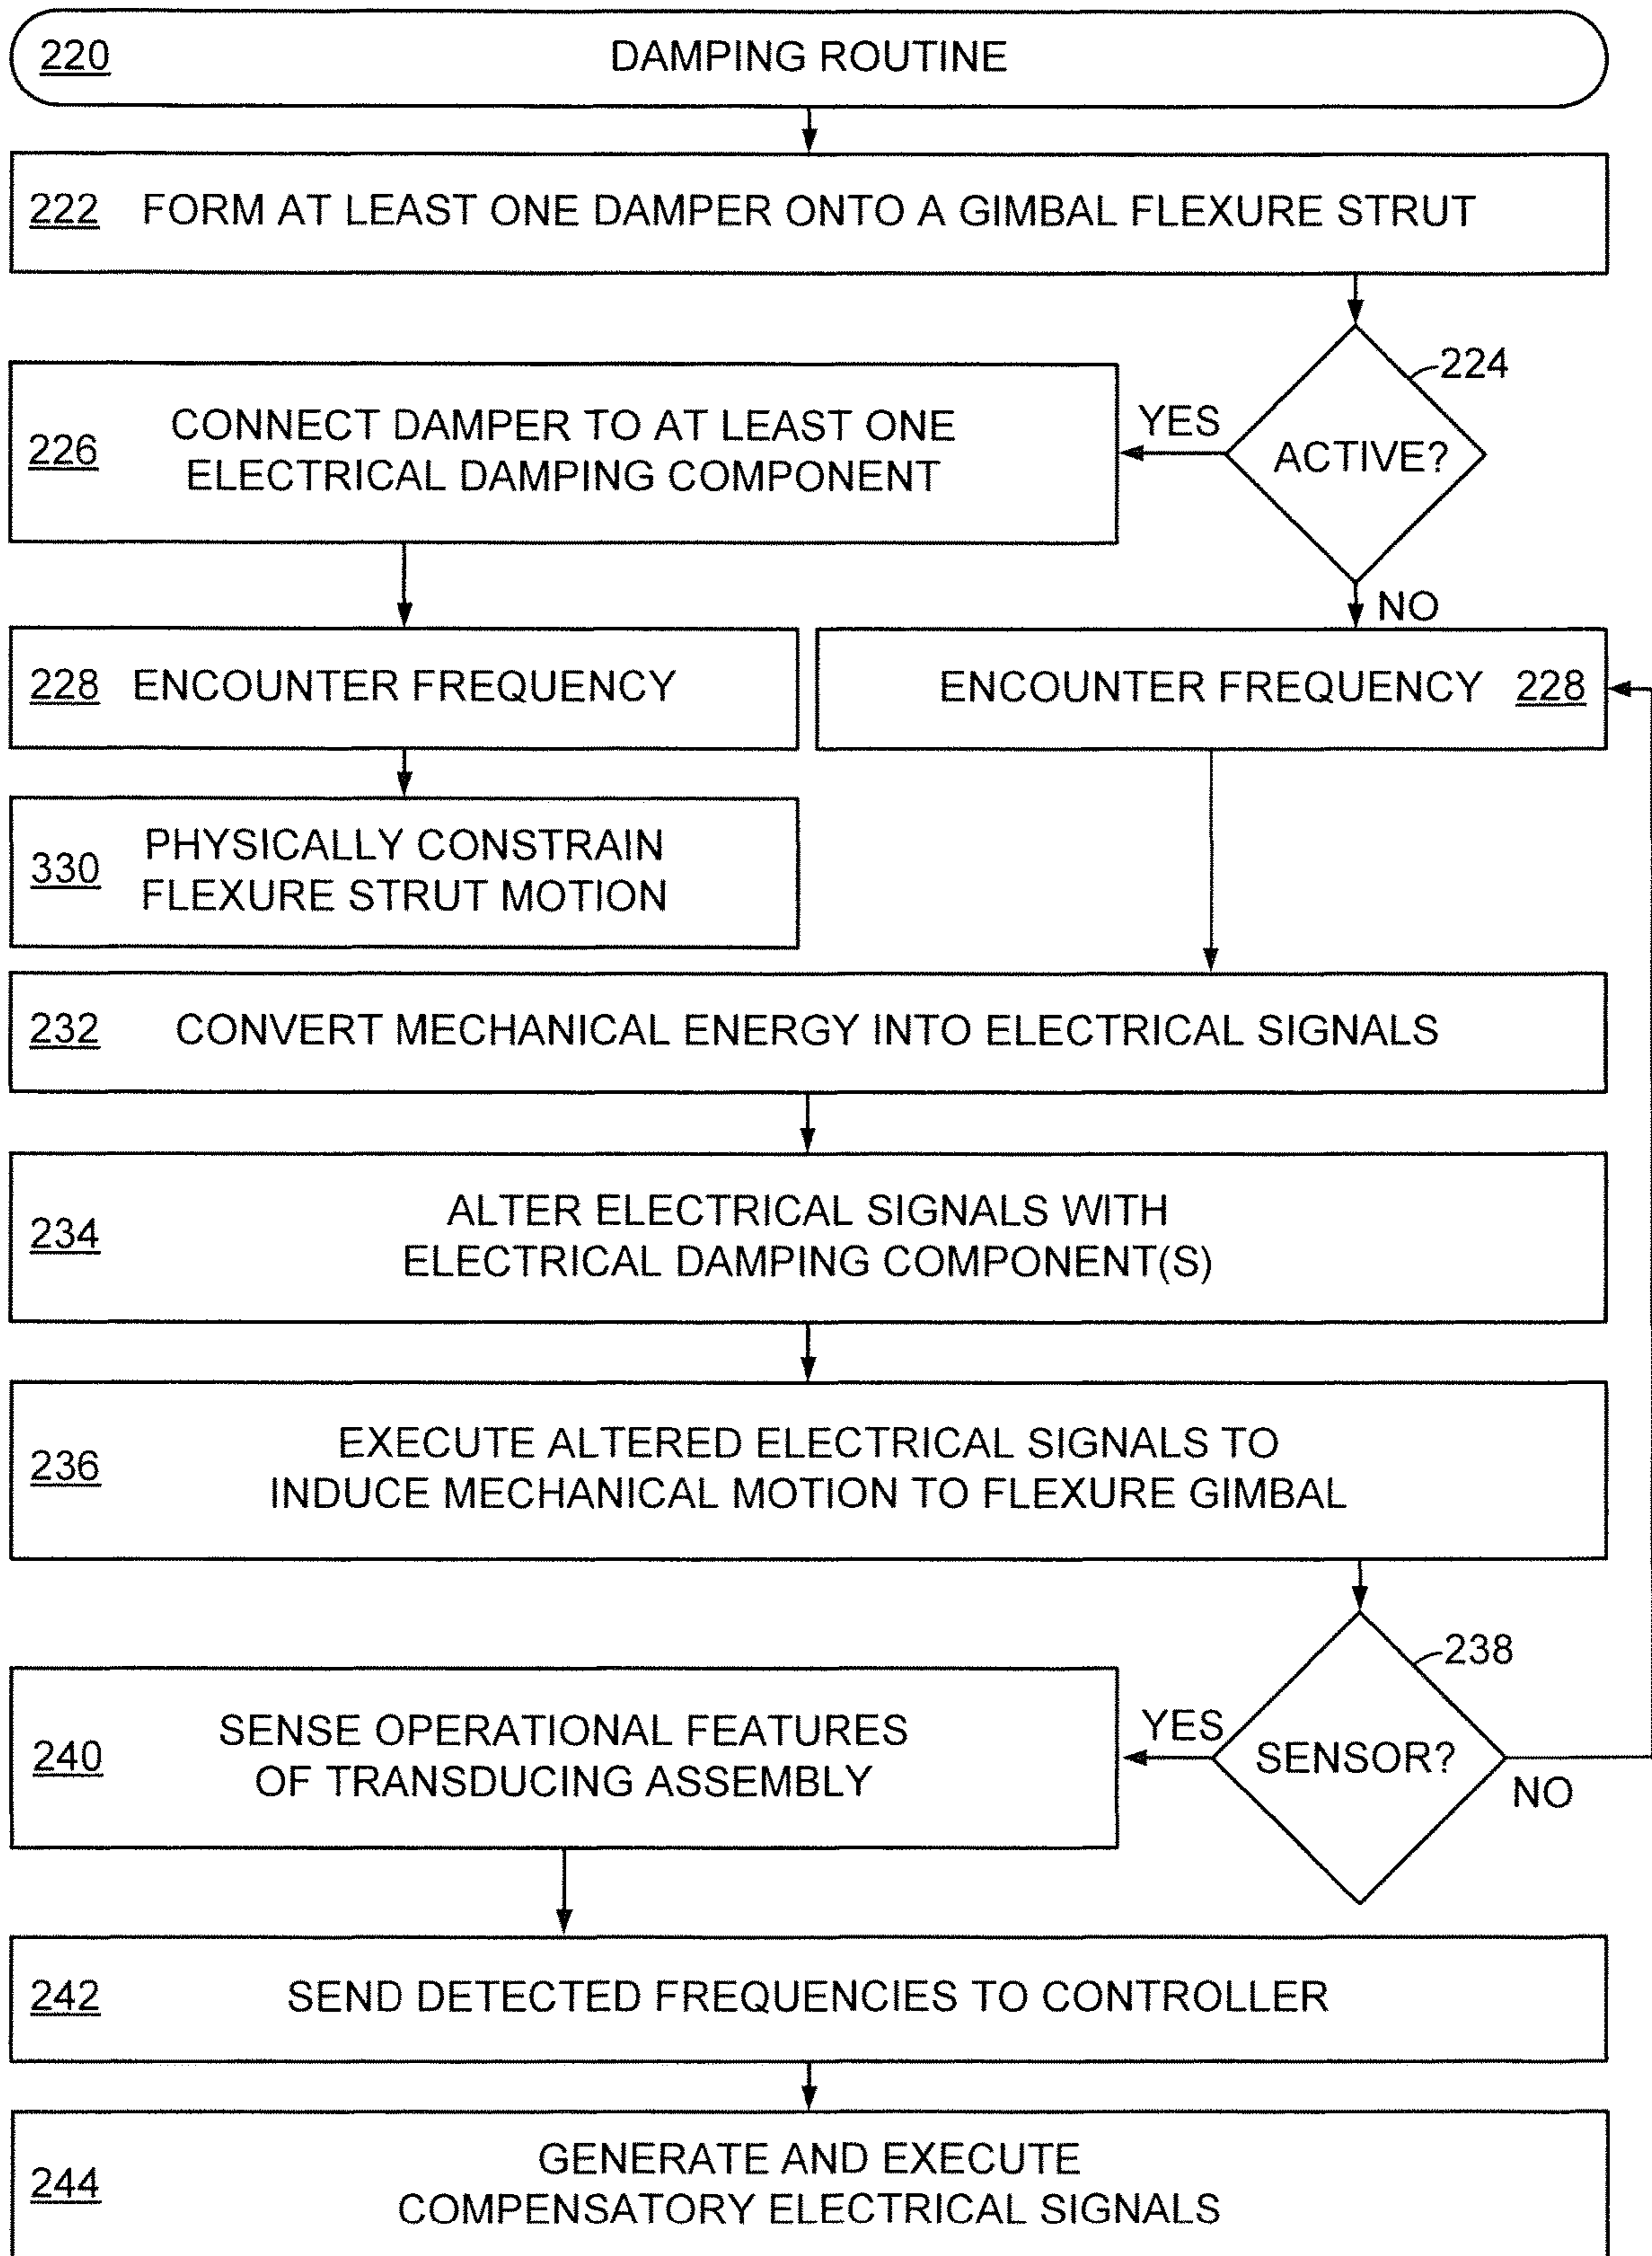 220 DAMPING ROUTINE
222 FORM AT LEAST ONE DAMPER ONTO A GIMBAL FLEXURE STRUT
224
ACTIVE?
YES
NO
226 CONNECT DAMPER TO AT LEAST ONE
ELECTRICAL DAMPING COMPONENT
228 ENCOUNTER FREQUENCY
ENCOUNTER FREQUENCY 228
330 PHYSICALLY CONSTRAIN
FLEXURE STRUT MOTION
232 CONVERT MECHANICAL ENERGY INTO ELECTRICAL SIGNALS
234 ALTER ELECTRICAL SIGNALS WITH
ELECTRICAL DAMPING COMPONENT(S)
236 EXECUTE ALTERED ELECTRICAL SIGNALS TO
INDUCE MECHANICAL MOTION TO FLEXURE GIMBAL
238
SENSOR?
YES
NO
240 SENSE OPERATIONAL FEATURES
OF TRANSDUCING ASSEMBLY
242 SEND DETECTED FREQUENCIES TO CONTROLLER
244 GENERATE AND EXECUTE
COMPENSATORY ELECTRICAL SIGNALS